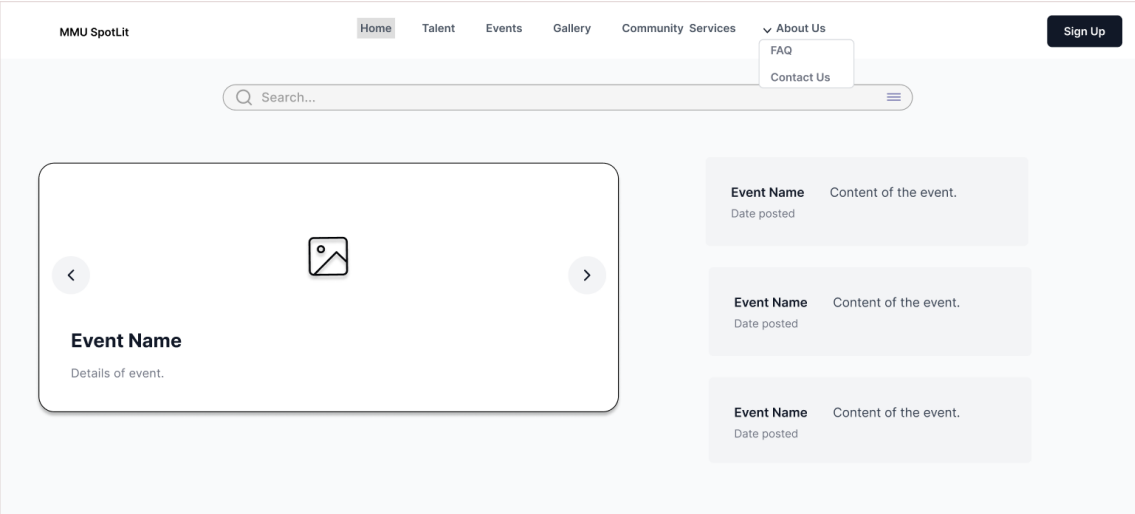 MMU SpotLit
Home Talent Events Gallery Community Services About Us
Sign Up
FAQ
Contact Us
Search...
Event Name
Details of event.
Event Name Content of the event.
Date posted
Event Name Content of the event.
Date posted
Event Name Content of the event.
Date posted